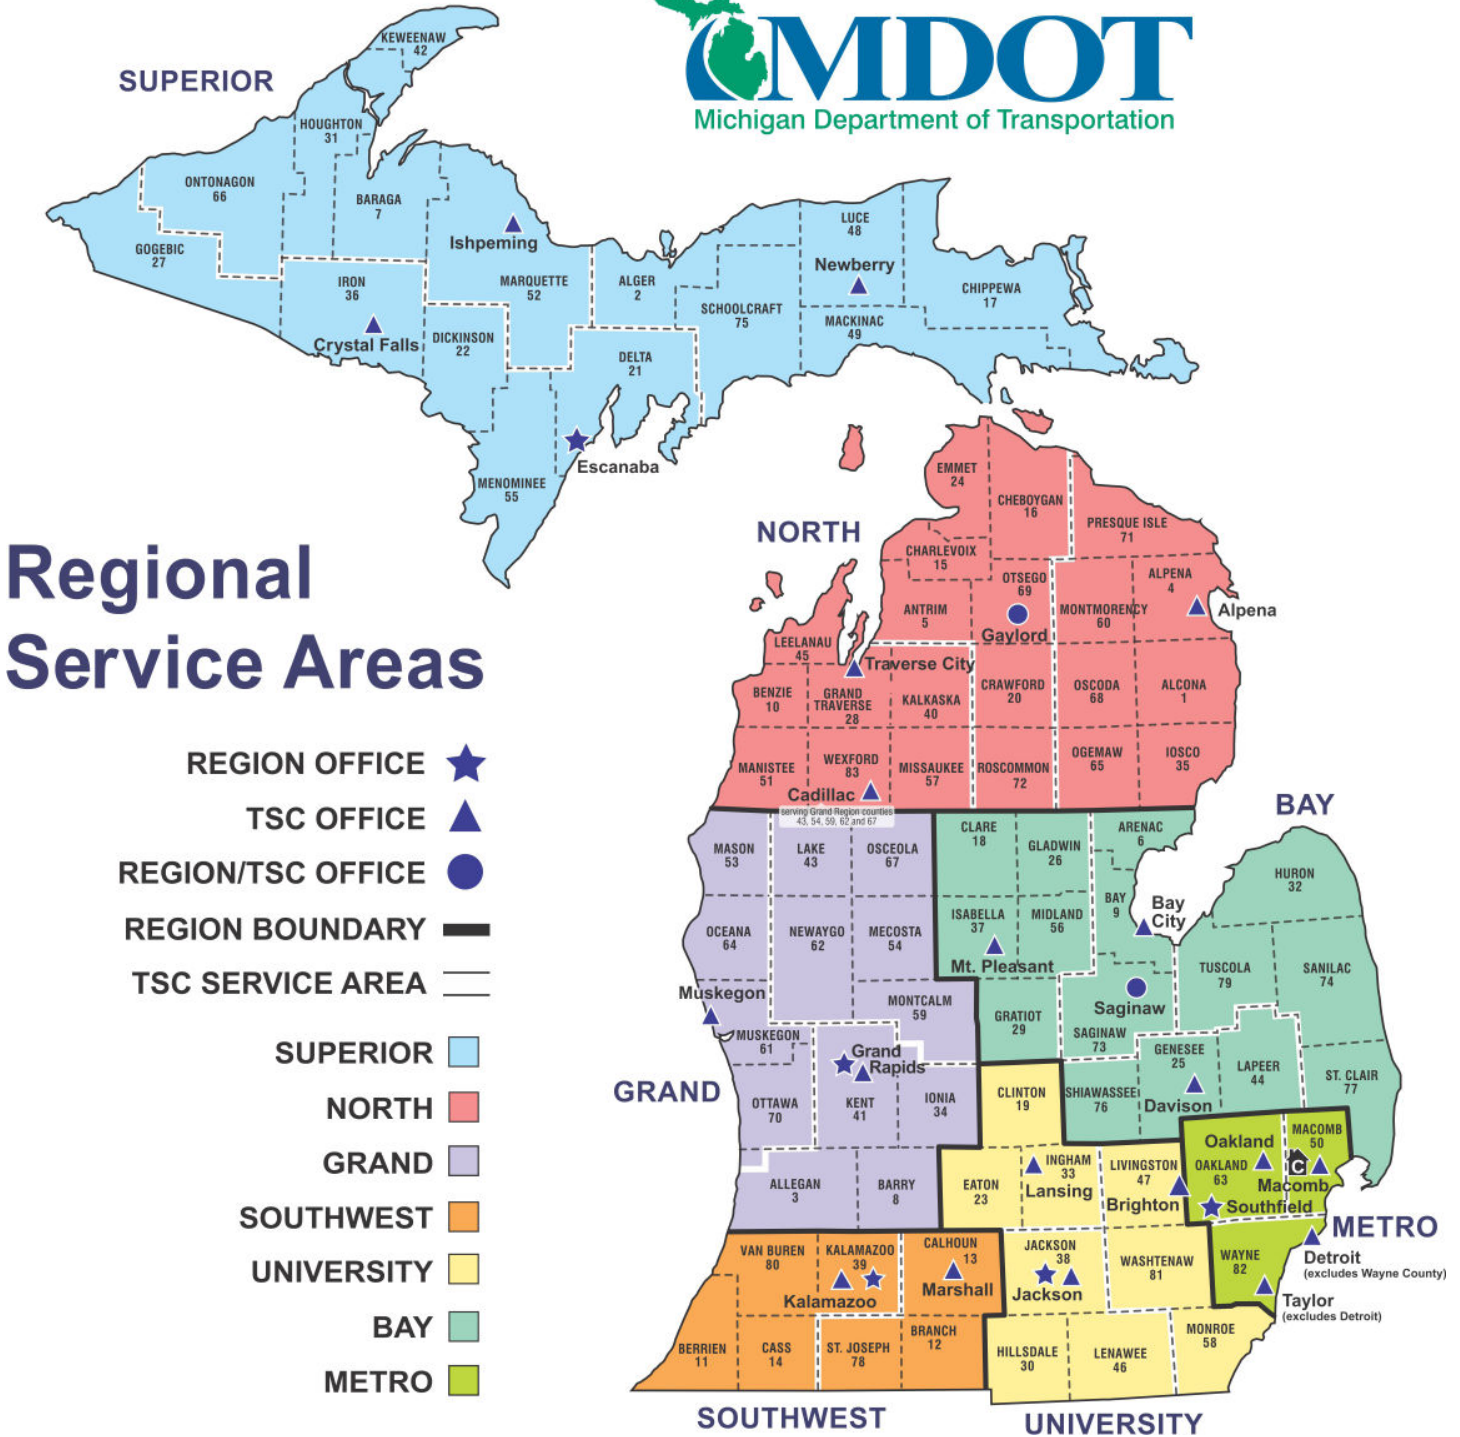 MDOT
Michigan Department of Transportation
SUPERIOR
KEWEENAW
42
HOUGHTON
31
ONTONAGON
66
BARAGA
7
GOGEBIC
27
Ishpeming
IRON
36
MARQUETTE
52
ALGER
2
LUCE
48
Newberry
CHIPPEWA
17
SCHOOLCRAFT
75
MACKINAC
49
Crystal Falls
DICKINSON
22
DELTA
21
Escanaba
MENOMINEE
55
Regional
Service Areas
REGION OFFICE
TSC OFFICE
REGION/TSC OFFICE
REGION BOUNDARY
TSC SERVICE AREA
SUPERIOR
NORTH
GRAND
SOUTHWEST
UNIVERSITY
BAY
METRO
NORTH
EMMET
24
CHEBOYGAN
16
PRESQUE ISLE
71
CHARLEVOIX
15
OTSEGO
69
ALPENA
4
ANTRIM
5
MONTMORENCY
60
Alpena
Gaylord
LEELANAU
45
Traverse City
BENZIE
10
GRAND
TRAVERSE
28
KALKASKA
40
CRAWFORD
20
OSCODA
68
ALCONA
1
MANISTEE
51
WEXFORD
83
MISSAUKEE
57
ROSCOMMON
72
OGEMAW
65
IOSCO
35
Cadillac
serving Grand Region counties
43, 54, 59, 62 and 67
BAY
MASON
53
LAKE
43
OSCEOLA
67
CLARE
18
GLADWIN
26
ARENAC
6
HURON
32
OCEANA
64
NEWAYGO
62
MECOSTA
54
ISABELLA
37
MIDLAND
56
BAY
9
Bay
City
Mt. Pleasant
TUSCOLA
79
SANILAC
74
Muskegon
MUSKEGON
61
MONTCALM
59
GRATIOT
29
Saginaw
SAGINAW
73
Grand
Rapids
GRAND
OTTAWA
70
KENT
41
IONIA
34
CLINTON
19
SHIAWASSEE
76
GENESEE
25
Davison
LAPEER
44
ST. CLAIR
77
ALLEGAN
3
BARRY
8
EATON
23
INGHAM
33
Lansing
LIVINGSTON
47
Brighton
Oakland
OAKLAND
63
Southfield
MACOMB
50
C
Macomb
METRO
Detroit
(excludes Wayne County)
Taylor
(excludes Detroit)
VAN BUREN
80
KALAMAZOO
39
Kalamazoo
CALHOUN
13
Marshall
JACKSON
38
Jackson
WASHTENAW
81
WAYNE
82
BERRIEN
11
CASS
14
ST. JOSEPH
78
BRANCH
12
HILLSDALE
30
LENAWEE
46
MONROE
58
SOUTHWEST
UNIVERSITY